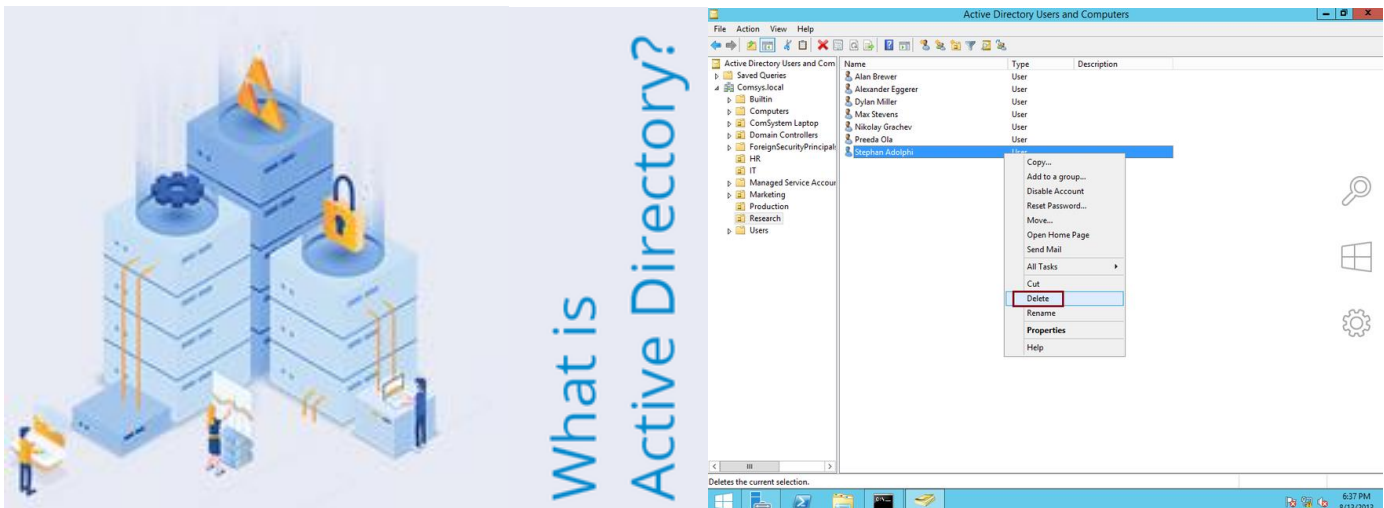 What is
Active Directory?
Active Directory Users and Computers
File Action View Help
Active Directory Users and Com
Saved Queries
Comsys.local
Builtin
Computers
ComSystem Laptop
Domain Controllers
ForeignSecurityPrincipals
HR
IT
Managed Service Accour
Marketing
Production
Research
Users
Name Type Description
Alan Brewer User
Alexander Eggerer User
Dylan Miller User
Max Stevens User
Nikolay Grachev User
Preeda Ola User
Stephan Adolphi User
Copy...
Add to a group...
Disable Account
Reset Password...
Move...
Open Home Page
Send Mail
All Tasks
Cut
Delete
Rename
Properties
Help
Deletes the current selection.
6:37 PM
8/13/2013